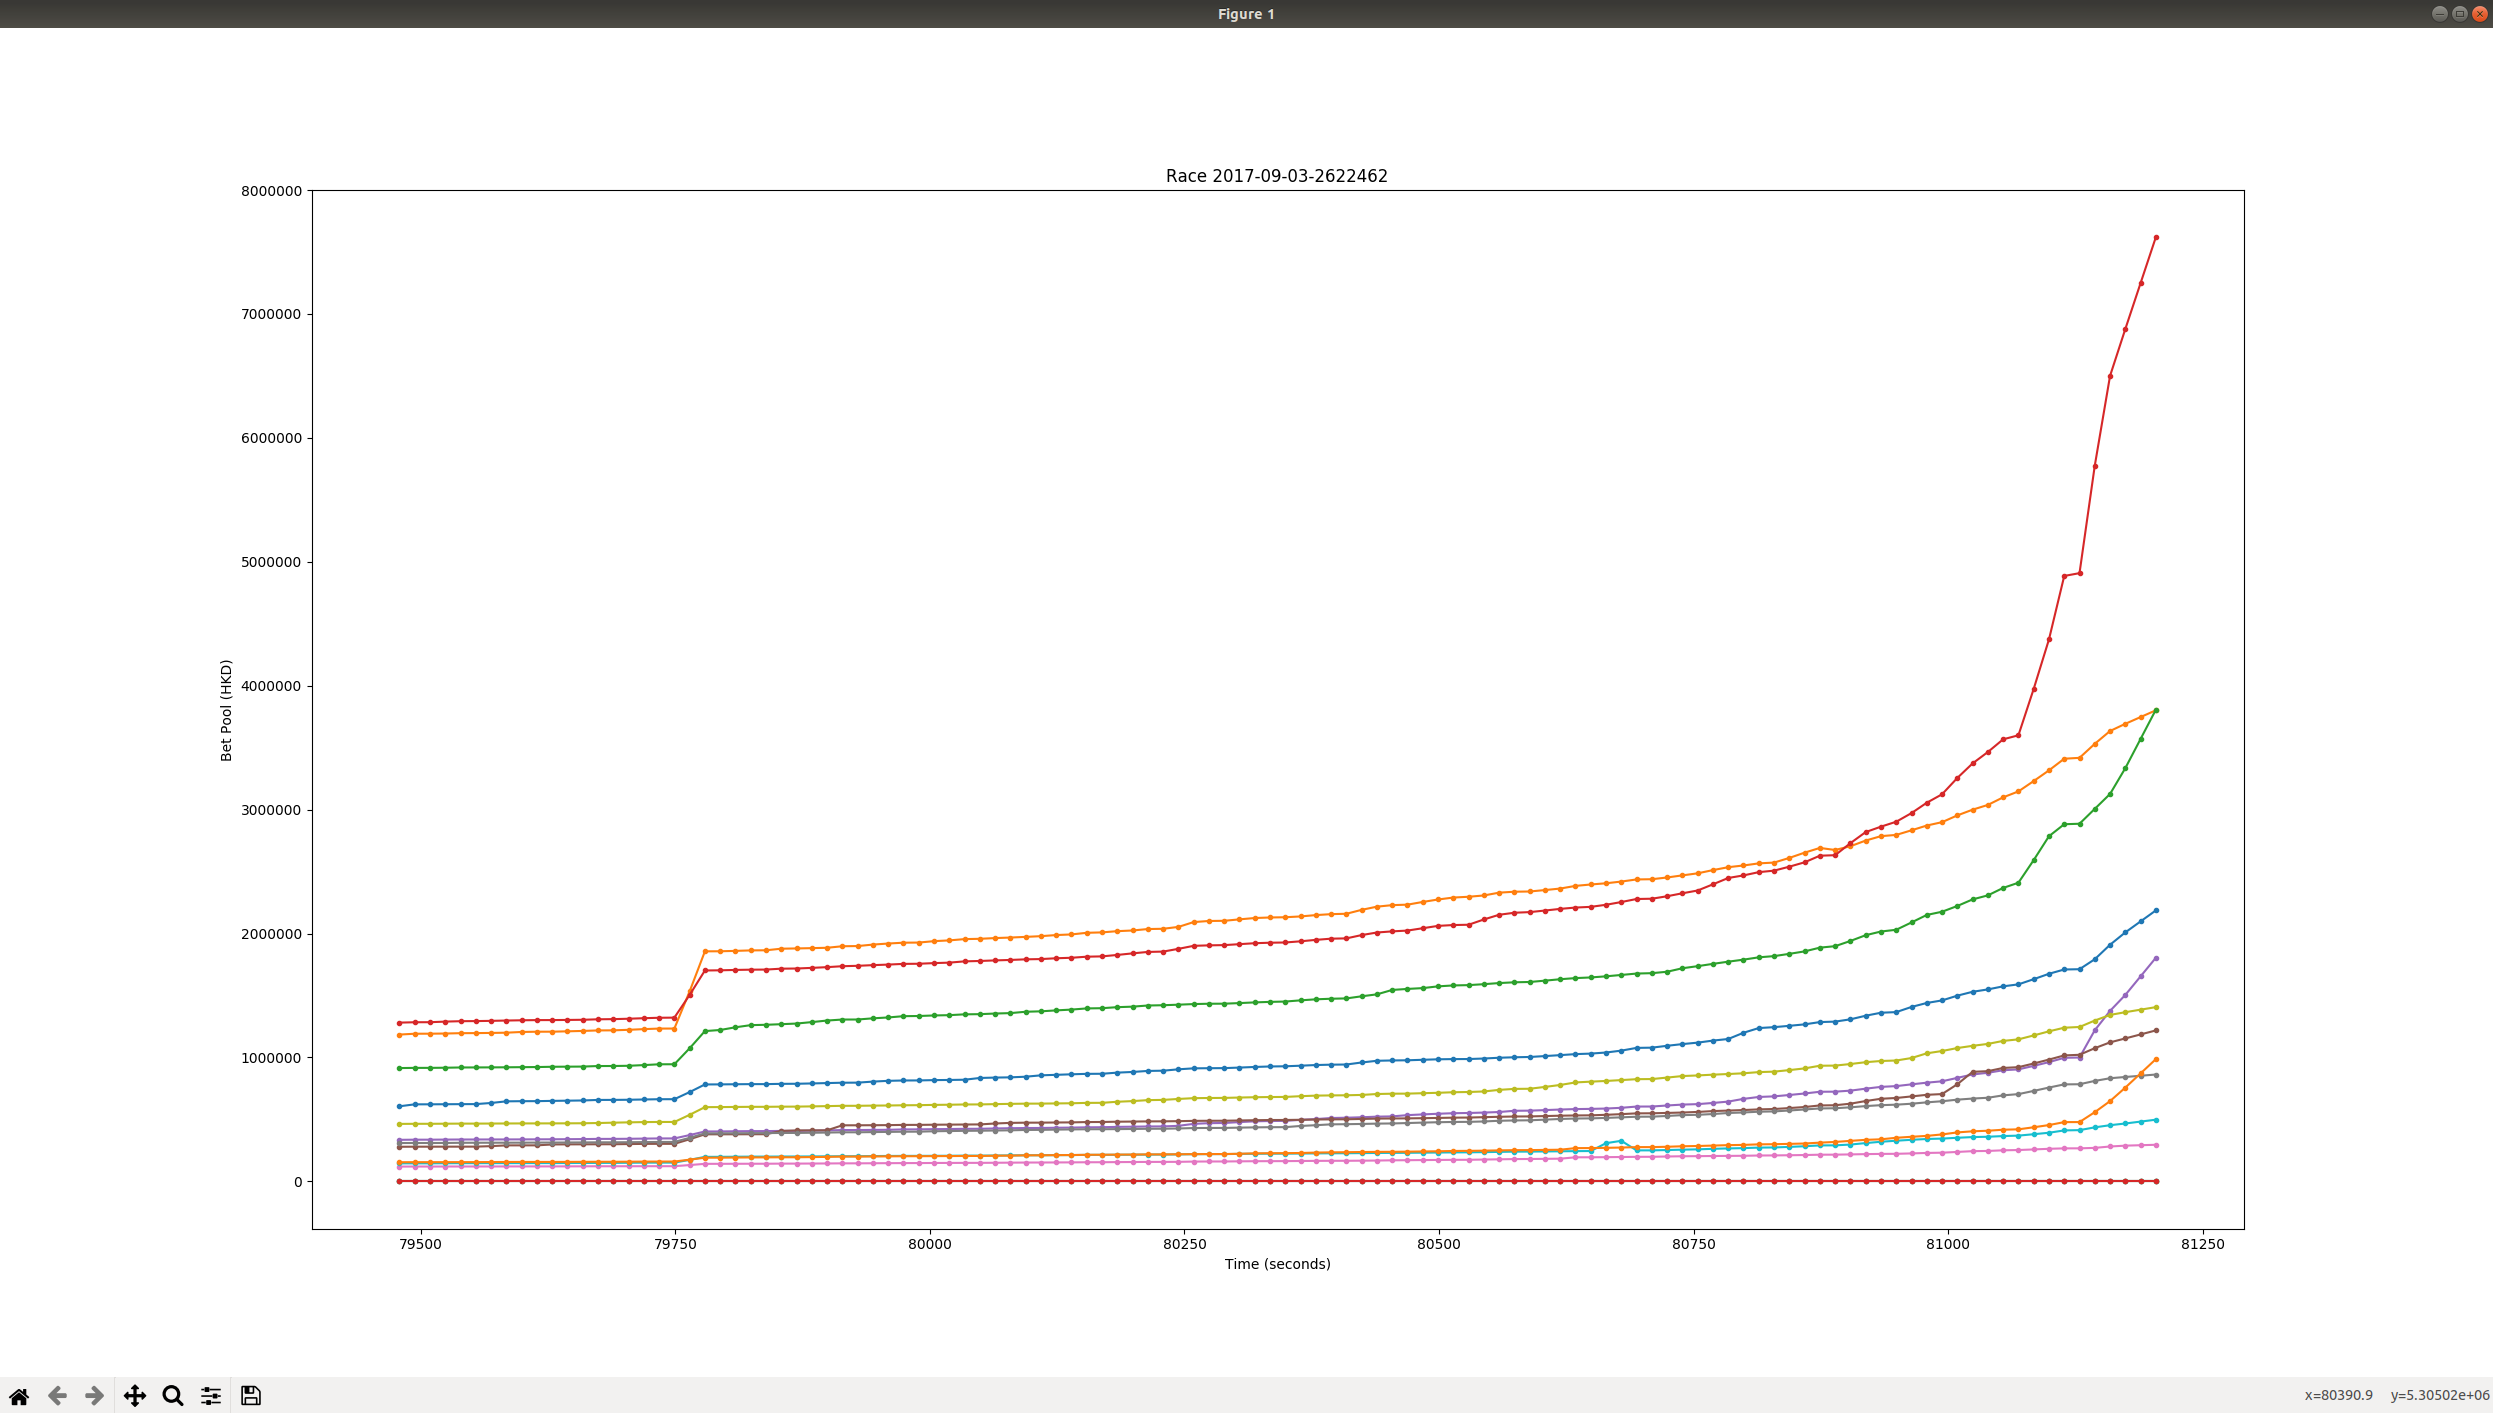 Figure 1
Race 2017-09-03-2622462
8000000
7000000
6000000
5000000
4000000
3000000
2000000
1000000
0
Bet Pool (HKD)
79500 79750 80000 80250 80500 80750 81000 81250
Time (seconds)
x=80390.9 y=5.30502e+06